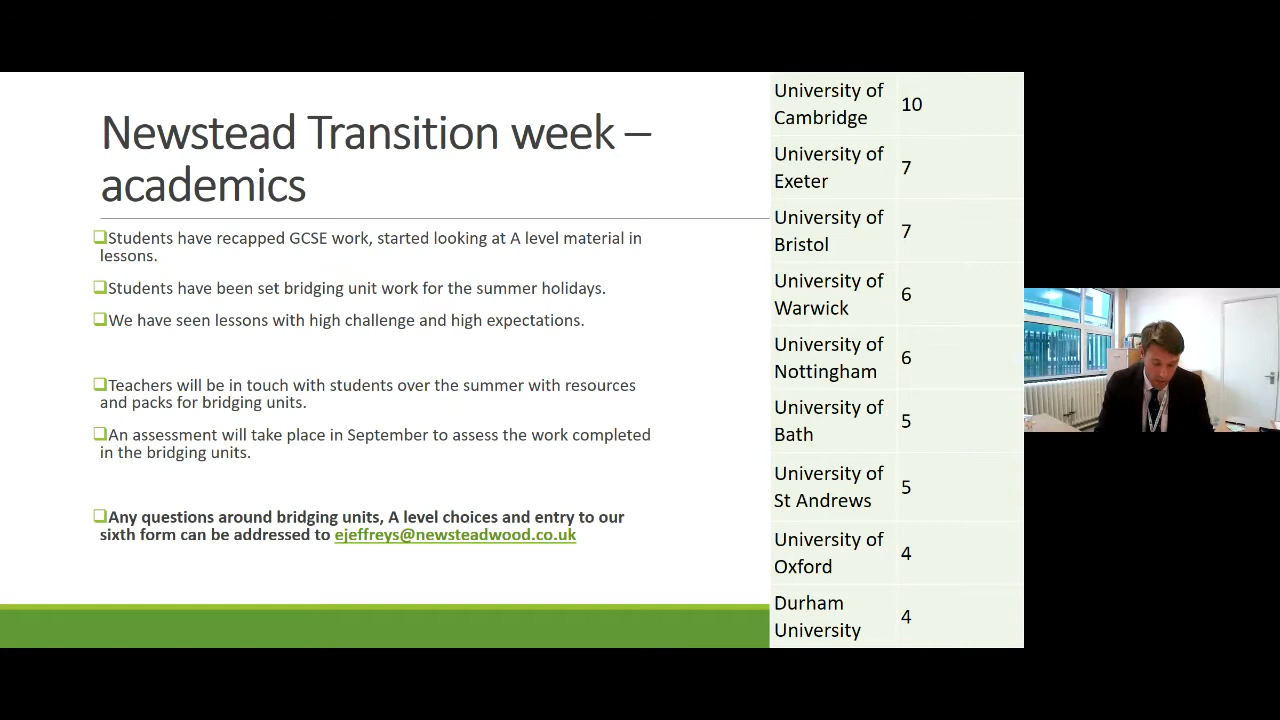 Newstead Transition week –
academics
Students have recapped GCSE work, started looking at A level material in
lessons.
Students have been set bridging unit work for the summer holidays.
We have seen lessons with high challenge and high expectations.
Teachers will be in touch with students over the summer with resources
and packs for bridging units.
An assessment will take place in September to assess the work completed
in the bridging units.
Any questions around bridging units, A level choices and entry to our
sixth form can be addressed to ejeffreys@newsteadwood.co.uk
University of
Cambridge 10
University of
Exeter 7
University of
Bristol 7
University of
Warwick 6
University of
Nottingham 6
University of
Bath 5
University of
St Andrews 5
University of
Oxford 4
Durham
University 4